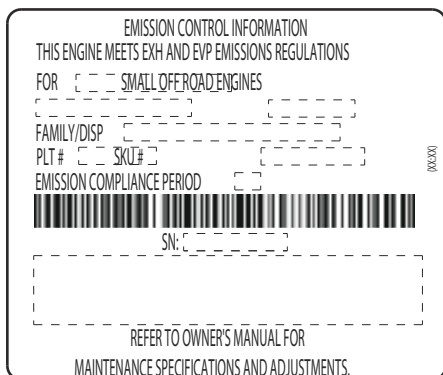 EMISSION CONTROL INFORMATION
THIS ENGINE MEETS EXH AND EVP EMISSIONS REGULATIONS
FOR SMALL OFF ROAD ENGINES
FAMILY/DISP
PLT # SKU #
(XX:XX)
EMISSION COMPLIANCE PERIOD
SN:
REFER TO OWNER'S MANUAL FOR
MAINTENANCE SPECIFICATIONS AND ADJUSTMENTS.